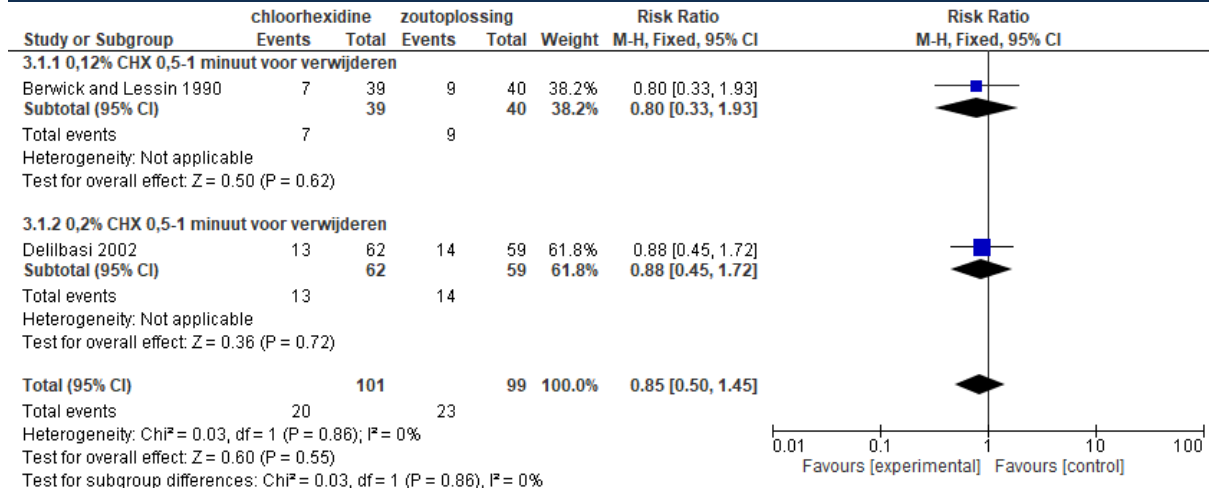 chloorhexidine zoutoplossing Risk Ratio Risk Ratio
Study or Subgroup Events Total Events Total Weight M-H, Fixed, 95% CI M-H, Fixed, 95% CI
3.1.1 0,12% CHX 0,5-1 minuut voor verwijderen
Berwick and Lessin 1990 7 39 9 40 38.2% 0.80 [0.33, 1.93]
Subtotal (95% CI) 39 40 38.2% 0.80 [0.33, 1.93]
Total events 7 9
Heterogeneity: Not applicable
Test for overall effect: Z = 0.50 (P = 0.62)
3.1.2 0,2% CHX 0,5-1 minuut voor verwijderen
Delilbasi 2002 13 62 14 59 61.8% 0.88 [0.45, 1.72]
Subtotal (95% CI) 62 59 61.8% 0.88 [0.45, 1.72]
Total events 13 14
Heterogeneity: Not applicable
Test for overall effect: Z = 0.36 (P = 0.72)
Total (95% CI) 101 99 100.0% 0.85 [0.50, 1.45]
Total events 20 23
Heterogeneity: Chi² = 0.03, df = 1 (P = 0.86); I² = 0%
Test for overall effect: Z = 0.60 (P = 0.55)
Test for subgroup differences: Chi² = 0.03, df = 1 (P = 0.86), I² = 0%
0.01 0.1 1 10 100
Favours [experimental] Favours [control]